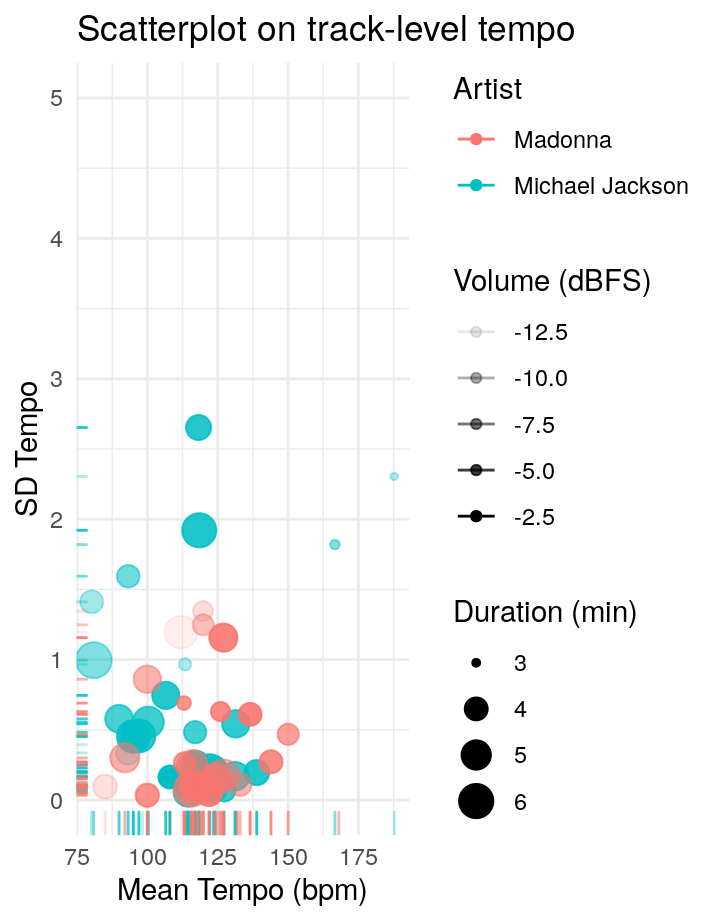 Scatterplot on track-level tempo
5
4
3
2
1
0
SD Tempo
75 100 125 150 175
Mean Tempo (bpm)
Artist
Madonna
Michael Jackson
Volume (dBFS)
-12.5
-10.0
-7.5
-5.0
-2.5
Duration (min)
3
4
5
6